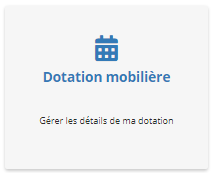 Dotation mobilière
Gérer les détails de ma dotation